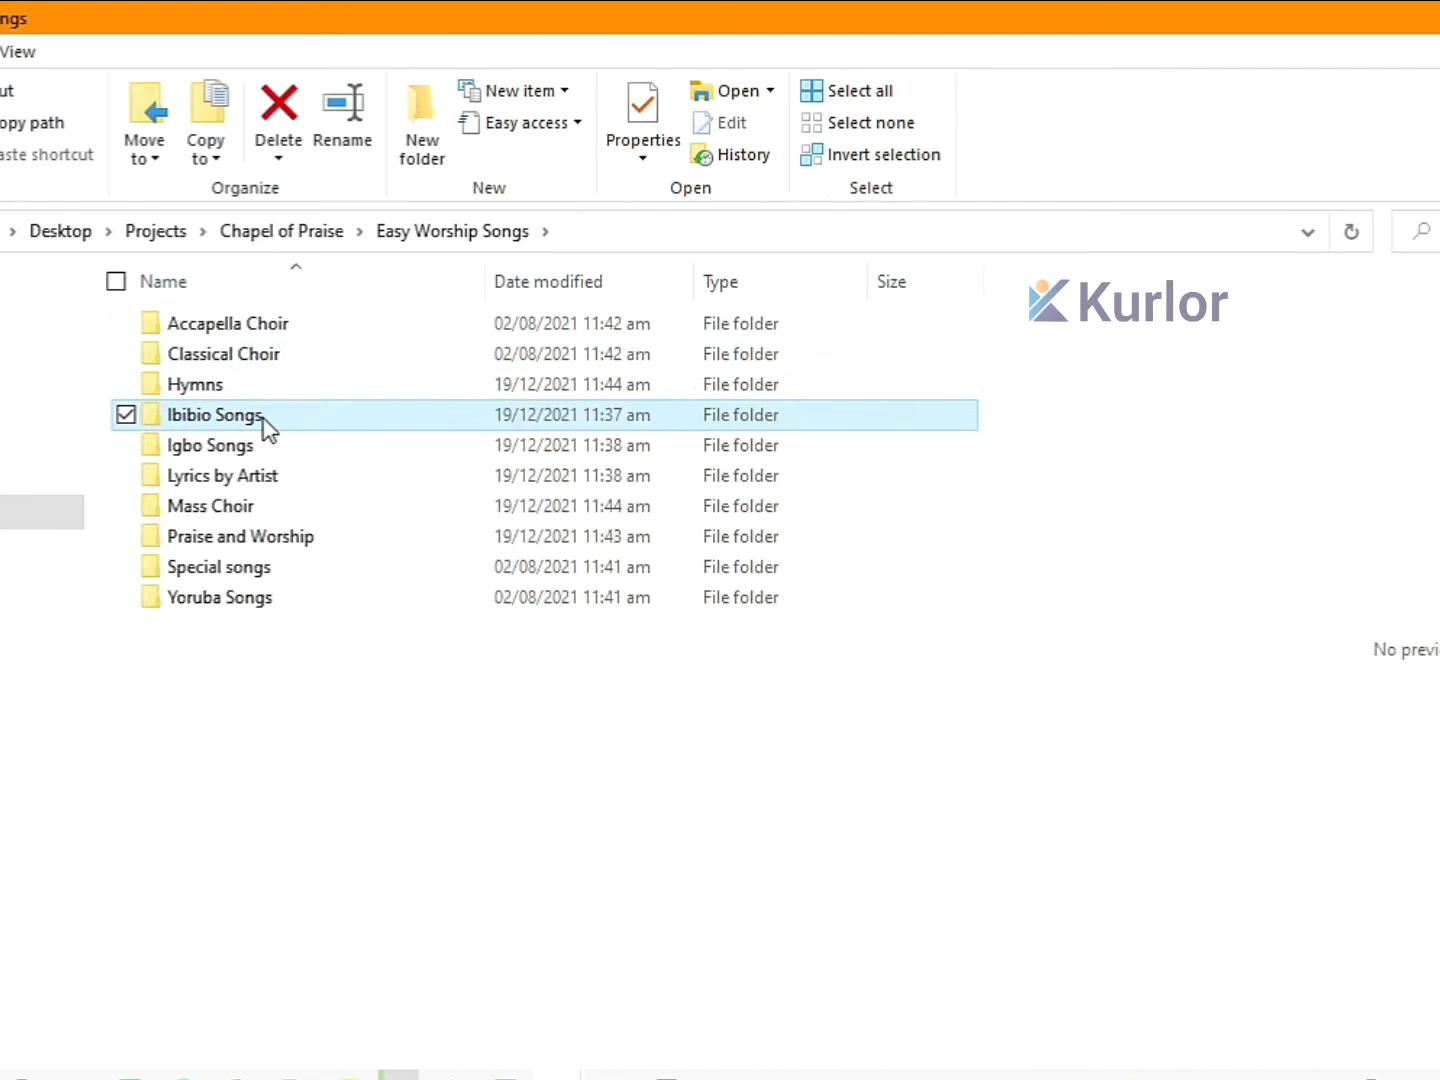 ngs
View
ut
opy path
aste shortcut
Move to
Copy to
Delete
Rename
Organize
New folder
New item
Easy access
New
Properties
Open
Edit
History
Open
Select all
Select none
Invert selection
Select
Desktop > Projects > Chapel of Praise > Easy Worship Songs >
Name Date modified Type Size
Kurlor
Accapella Choir 02/08/2021 11:42 am File folder
Classical Choir 02/08/2021 11:42 am File folder
Hymns 19/12/2021 11:44 am File folder
Ibibio Songs 19/12/2021 11:37 am File folder
Igbo Songs 19/12/2021 11:38 am File folder
Lyrics by Artist 19/12/2021 11:38 am File folder
Mass Choir 19/12/2021 11:44 am File folder
Praise and Worship 19/12/2021 11:43 am File folder
Special songs 02/08/2021 11:41 am File folder
Yoruba Songs 02/08/2021 11:41 am File folder
No previ